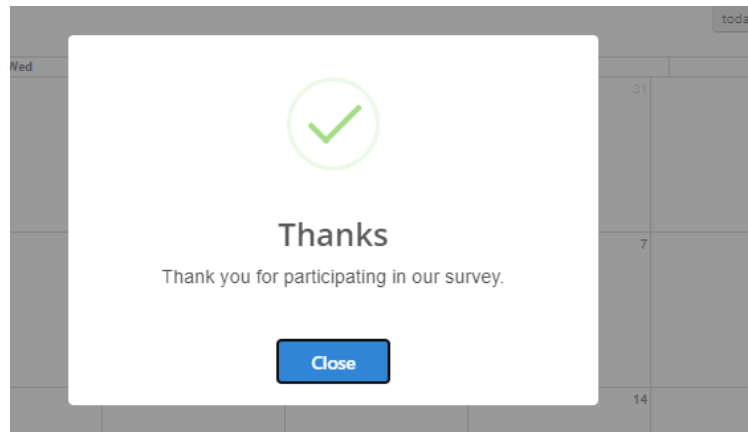 toda
Wed
31
Thanks
7
Thank you for participating in our survey.
Close
14